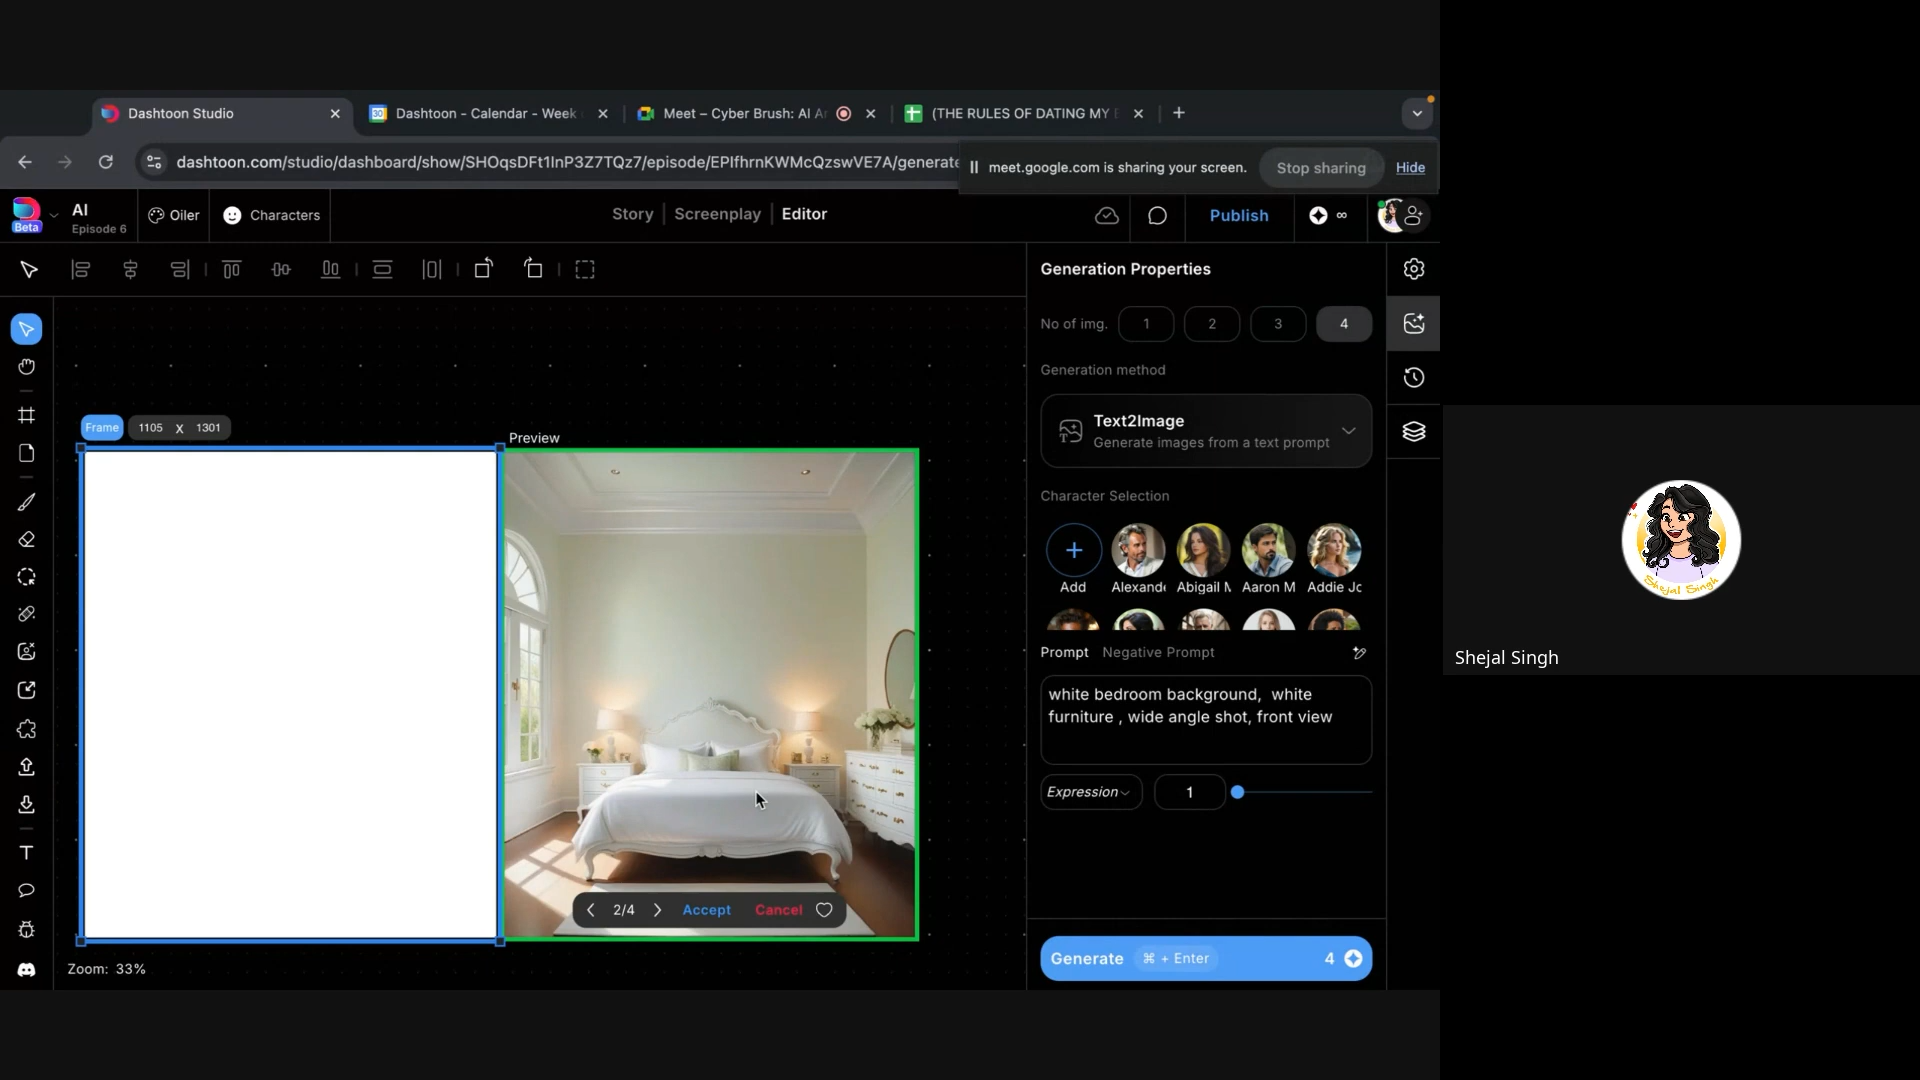 Dashtoon Studio
Dashtoon - Calendar - Week
Meet – Cyber Brush: AI A
(THE RULES OF DATING MY
dashtoon.com/studio/dashboard/show/SHOqsDFt1lnP3Z7TQz7/episode/EPIfhrnKWMcQzswVE7A/generate
meet.google.com is sharing your screen.
Stop sharing
Hide
Beta
AI
Episode 6
Oiler
Characters
Story
Screenplay
Editor
Publish
∞
Generation Properties
No of img.
1
2
3
4
Generation method
Text2Image
Generate images from a text prompt
Character Selection
Add
Alexande
Abigail M
Aaron M
Addie Jo
Prompt
Negative Prompt
white bedroom background,  white
furniture , wide angle shot, front view
Expression
1
Generate
⌘ + Enter
4
Frame
1105 x 1301
Preview
2/4
Accept
Cancel
Zoom: 33%
T
Shejal Singh
Shejal Singh